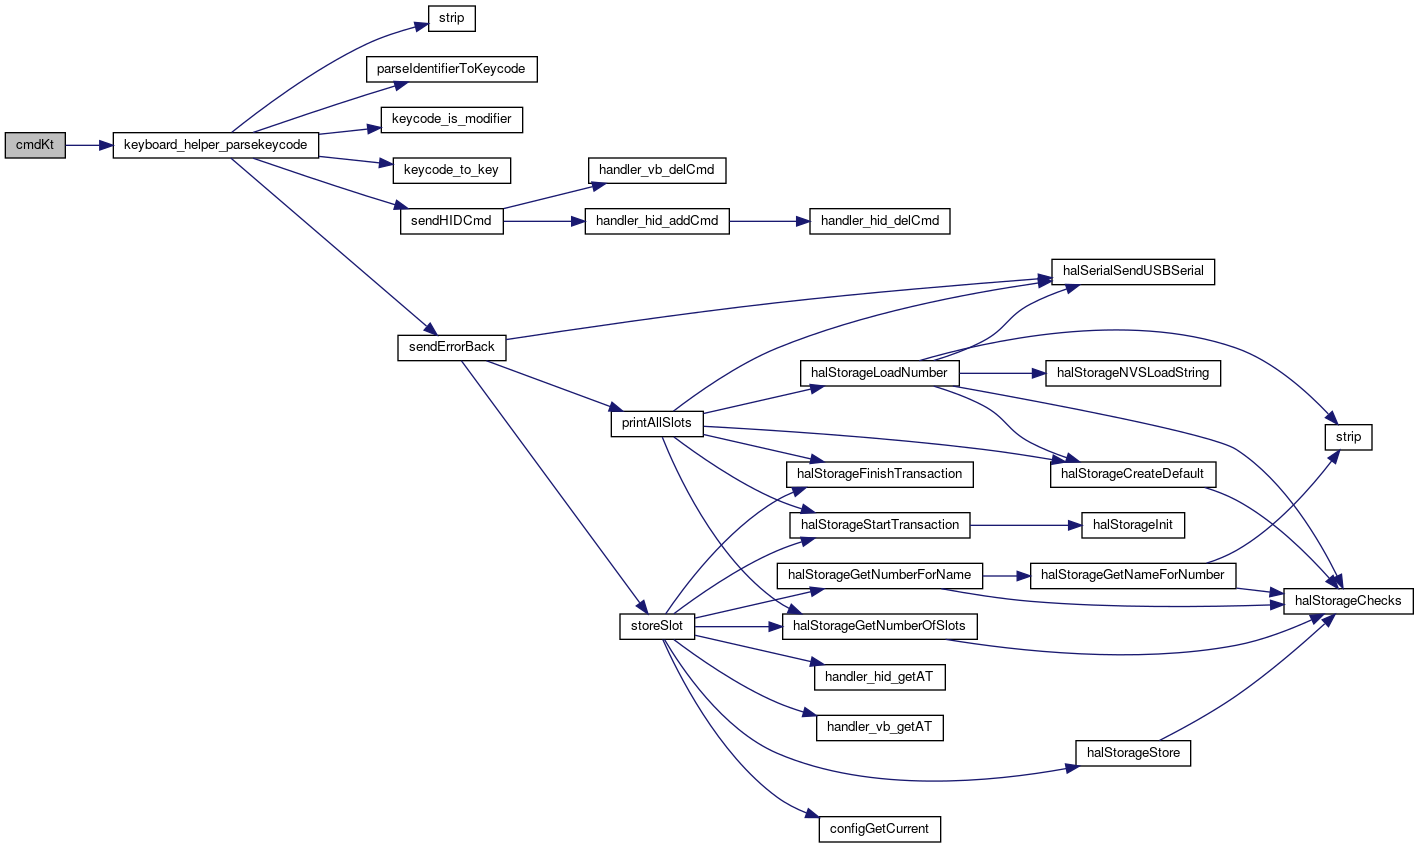 strip
parseIdentifierToKeycode
keycode_is_modifier
cmdKt
keyboard_helper_parsekeycode
keycode_to_key
handler_vb_delCmd
sendHIDCmd
handler_hid_addCmd
handler_hid_delCmd
halSerialSendUSBSerial
sendErrorBack
halStorageLoadNumber
halStorageNVSLoadString
printAllSlots
strip
halStorageFinishTransaction
halStorageCreateDefault
halStorageStartTransaction
halStorageInit
halStorageGetNumberForName
halStorageGetNameForNumber
halStorageChecks
storeSlot
halStorageGetNumberOfSlots
handler_hid_getAT
handler_vb_getAT
halStorageStore
configGetCurrent